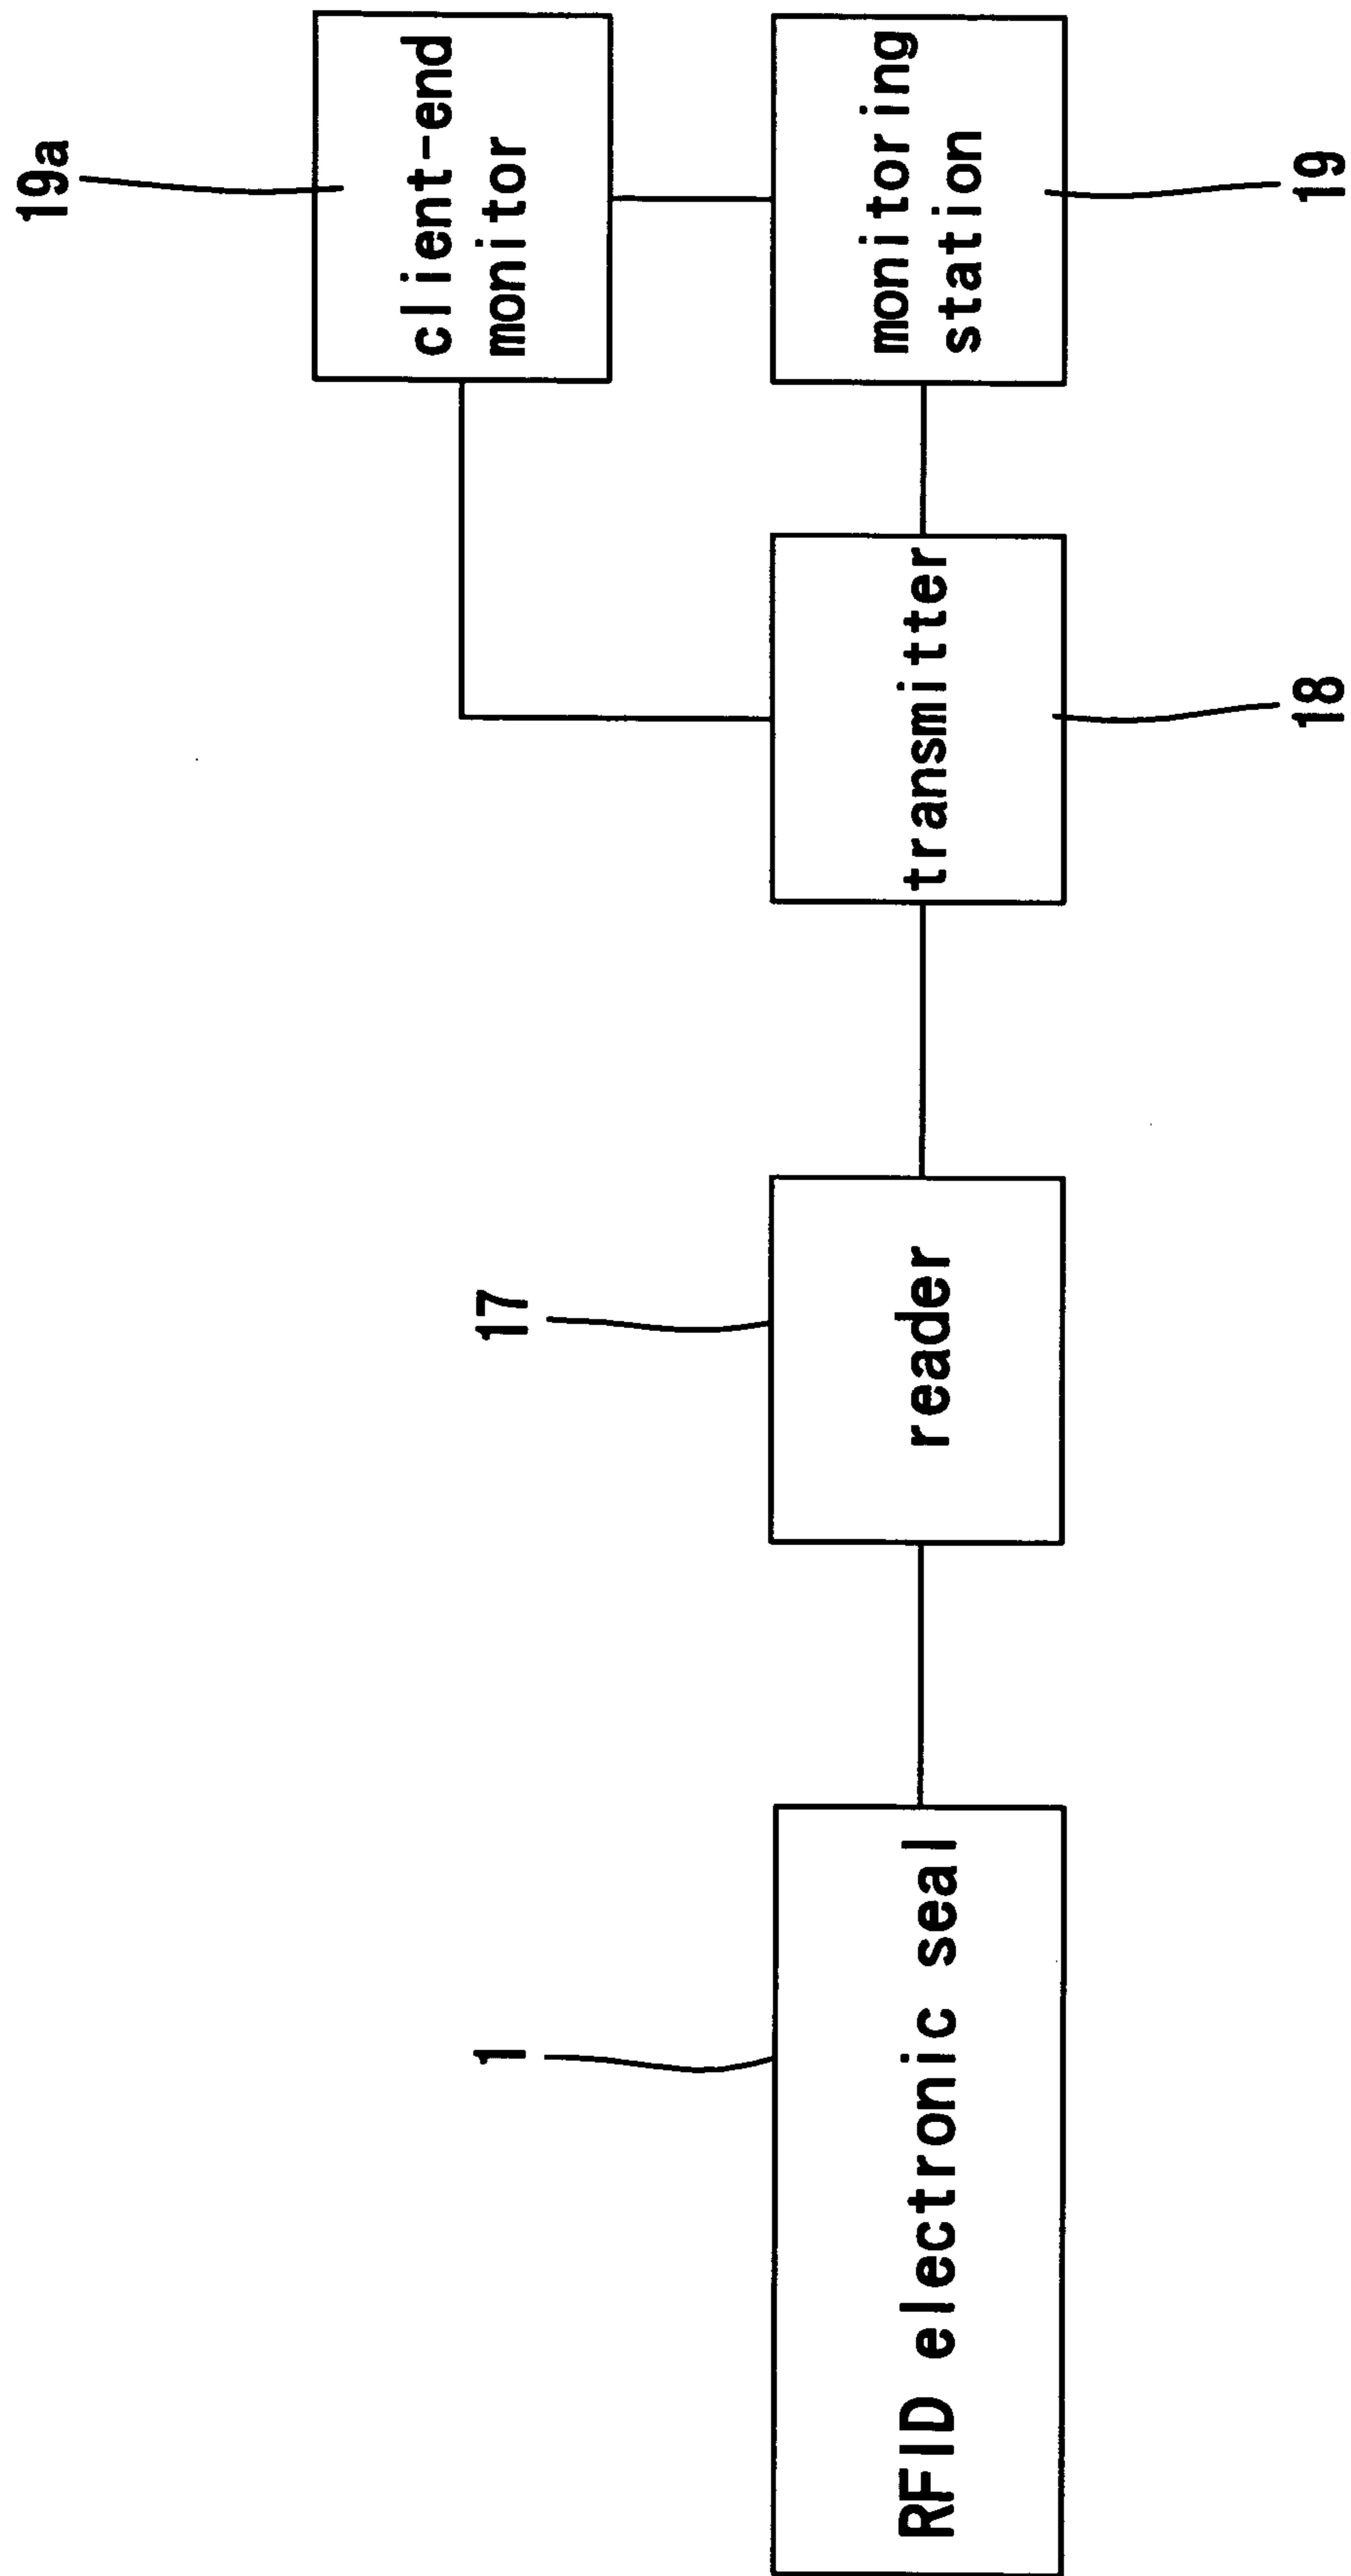 19a
client-end
monitor
monitoring
station
19
transmitter
18
17
reader
1
RFID electronic seal